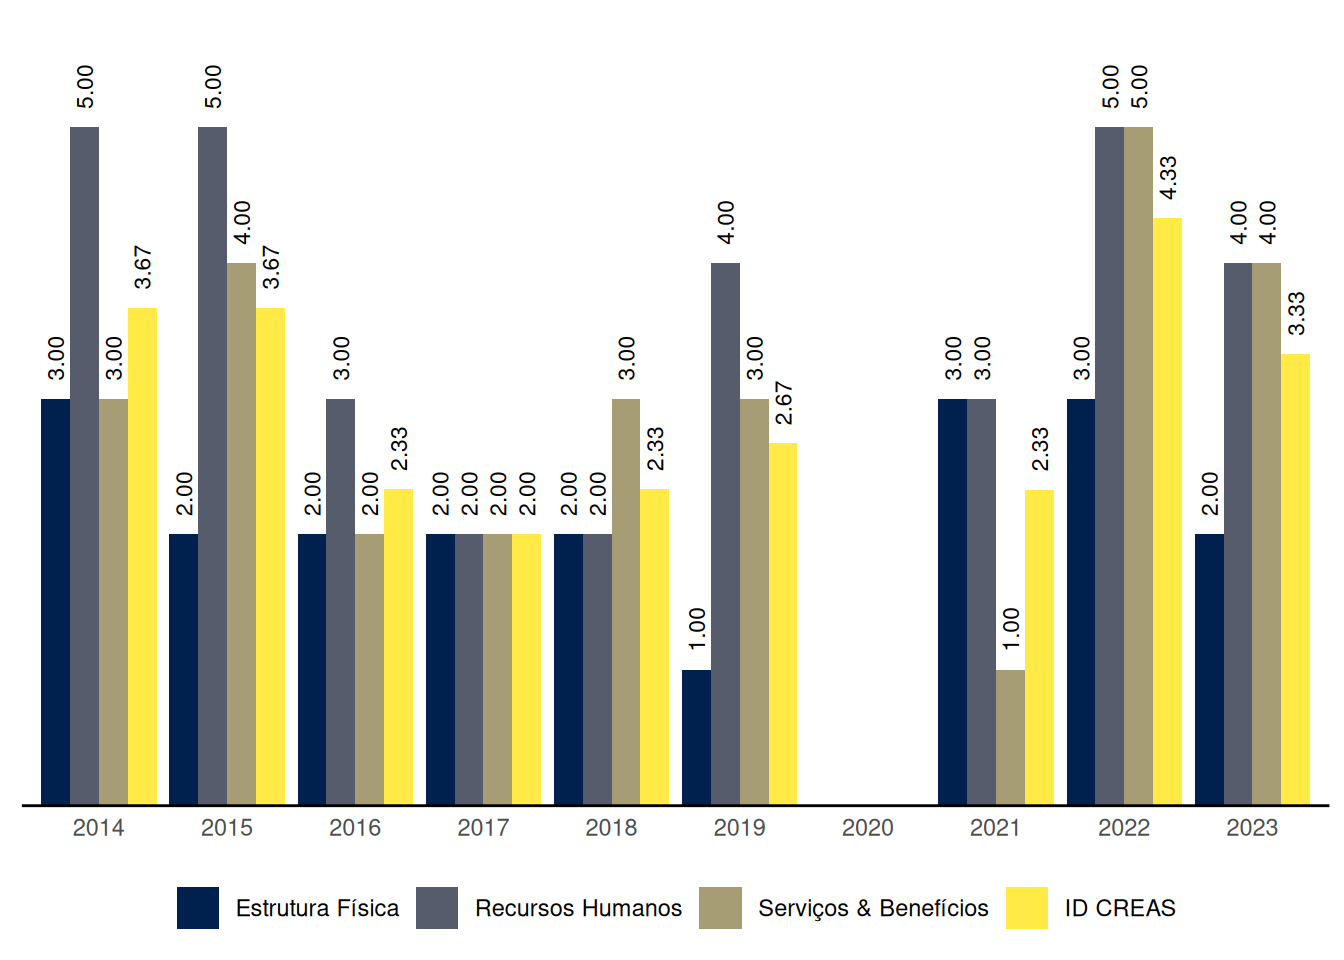 3.00 5.00 3.00 3.67
2.00 5.00 4.00 3.67
2.00 3.00 2.00 2.33
2.00 2.00 2.00 2.00
2.00 2.00 3.00 2.33
1.00 4.00 3.00 2.67
3.00 3.00 1.00 2.33
3.00 5.00 5.00 4.33
2.00 4.00 4.00 3.33
2014 2015 2016 2017 2018 2019 2020 2021 2022 2023
Estrutura Física Recursos Humanos Serviços & Benefícios ID CREAS